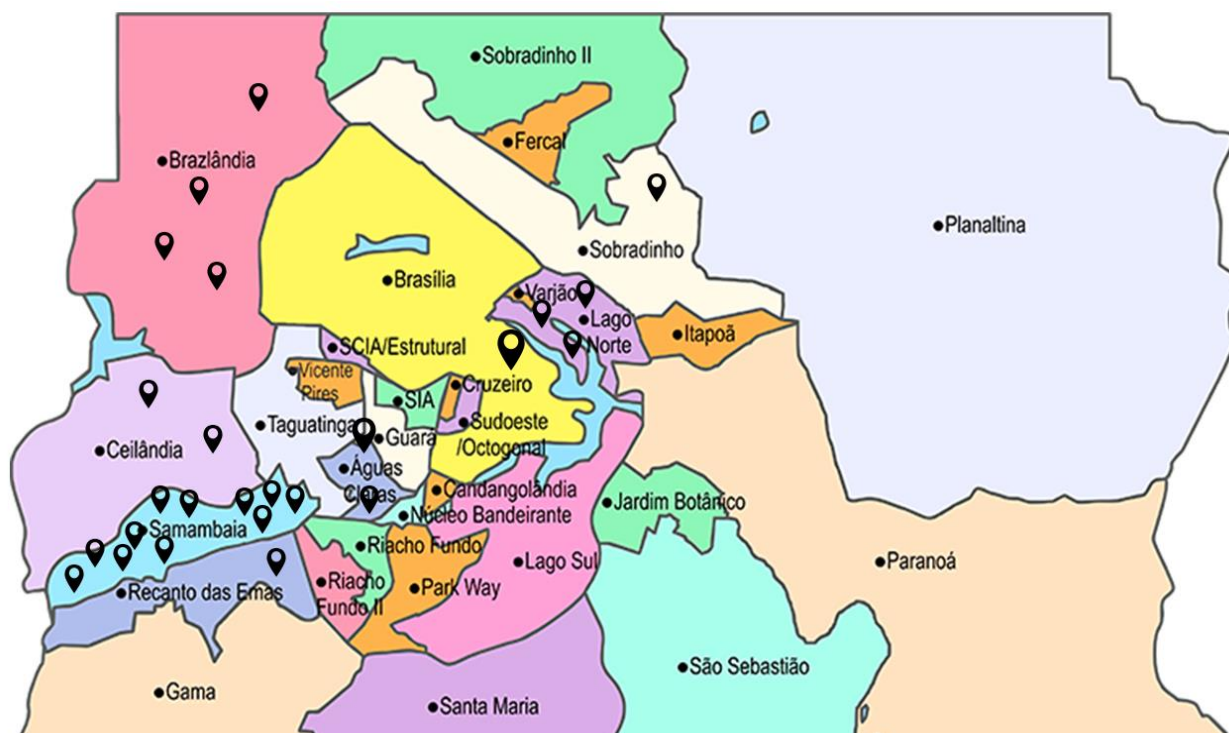 Sobradinho II
Fercal
Brazlândia
Planaltina
Sobradinho
Brasília
Varjão
Lago
Norte
Itapoã
SCIA/Estrutural
Vicente
Pires
Cruzeiro
SIA
Taguatinga
Guará
Sudoeste
/Octogonal
Ceilândia
Águas
Claras
Candangolândia
Jardim Botânico
Núcleo Bandeirante
Samambaia
Riacho Fundo
Lago Sul
Paranoá
Recanto das Emas
Riacho
Fundo II
Park Way
São Sebastião
Gama
Santa Maria